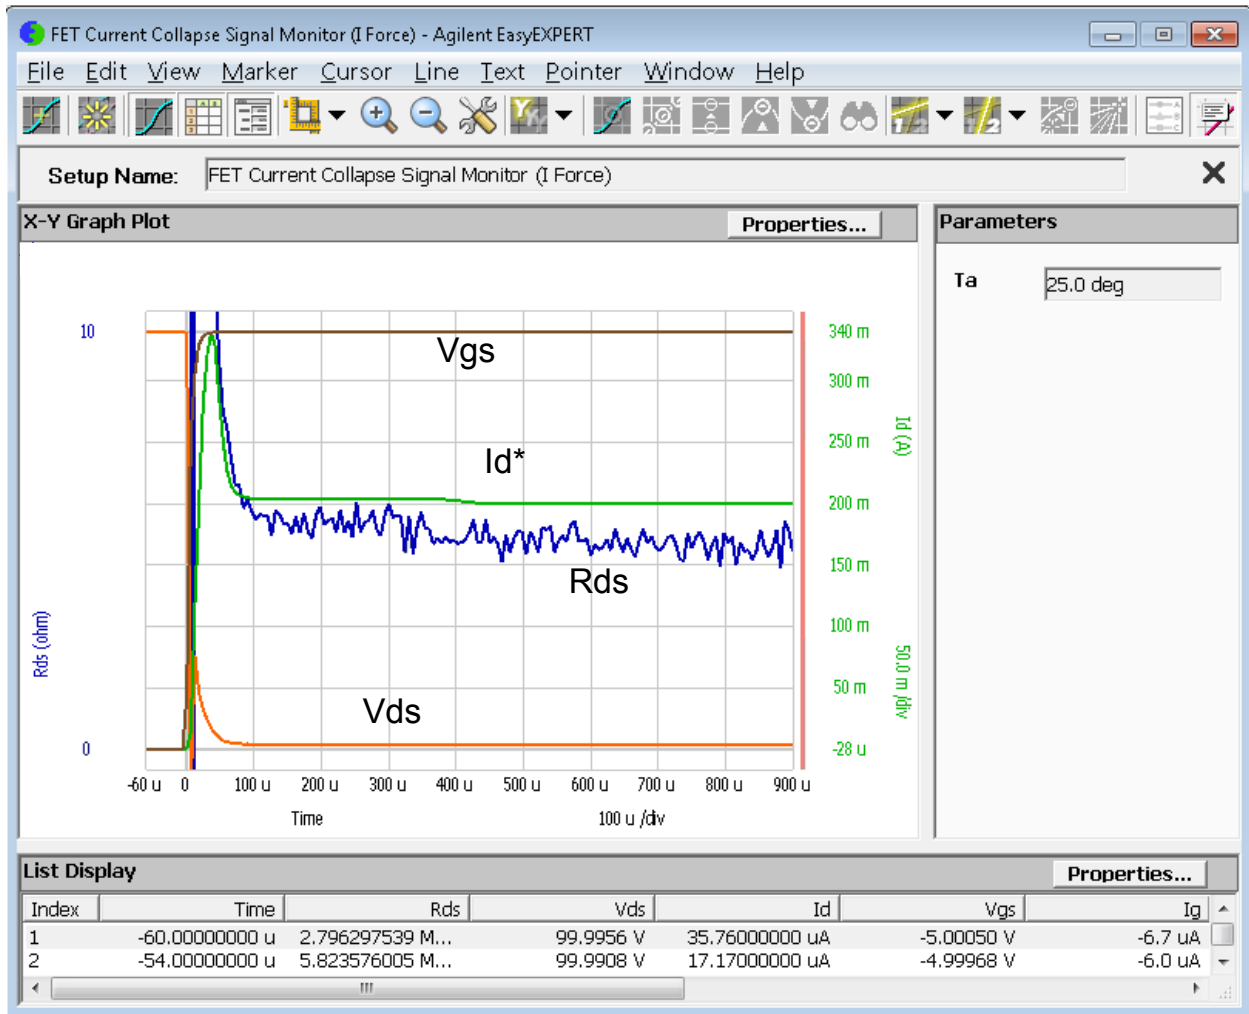 FET Current Collapse Signal Monitor (I Force) - Agilent EasyEXPERT
File Edit View Marker Cursor Line Text Pointer Window Help
Setup Name: FET Current Collapse Signal Monitor (I Force)
X-Y Graph Plot Properties...
Parameters
Ta 25.0 deg
10
Rds (ohm)
0
Vgs
Id*
Rds
Vds
340 m
300 m
250 m
200 m
150 m
100 m
50 m
-28 u
Id (A)
50.0 m /div
-60 u 0 100 u 200 u 300 u 400 u 500 u 600 u 700 u 800 u 900 u
Time 100 u /div
List Display Properties...
Index Time Rds Vds Id Vgs Ig
1 -60.00000000 u 2.796297539 M... 99.9956 V 35.76000000 uA -5.00050 V -6.7 uA
2 -54.00000000 u 5.823576005 M... 99.9908 V 17.17000000 uA -4.99968 V -6.0 uA